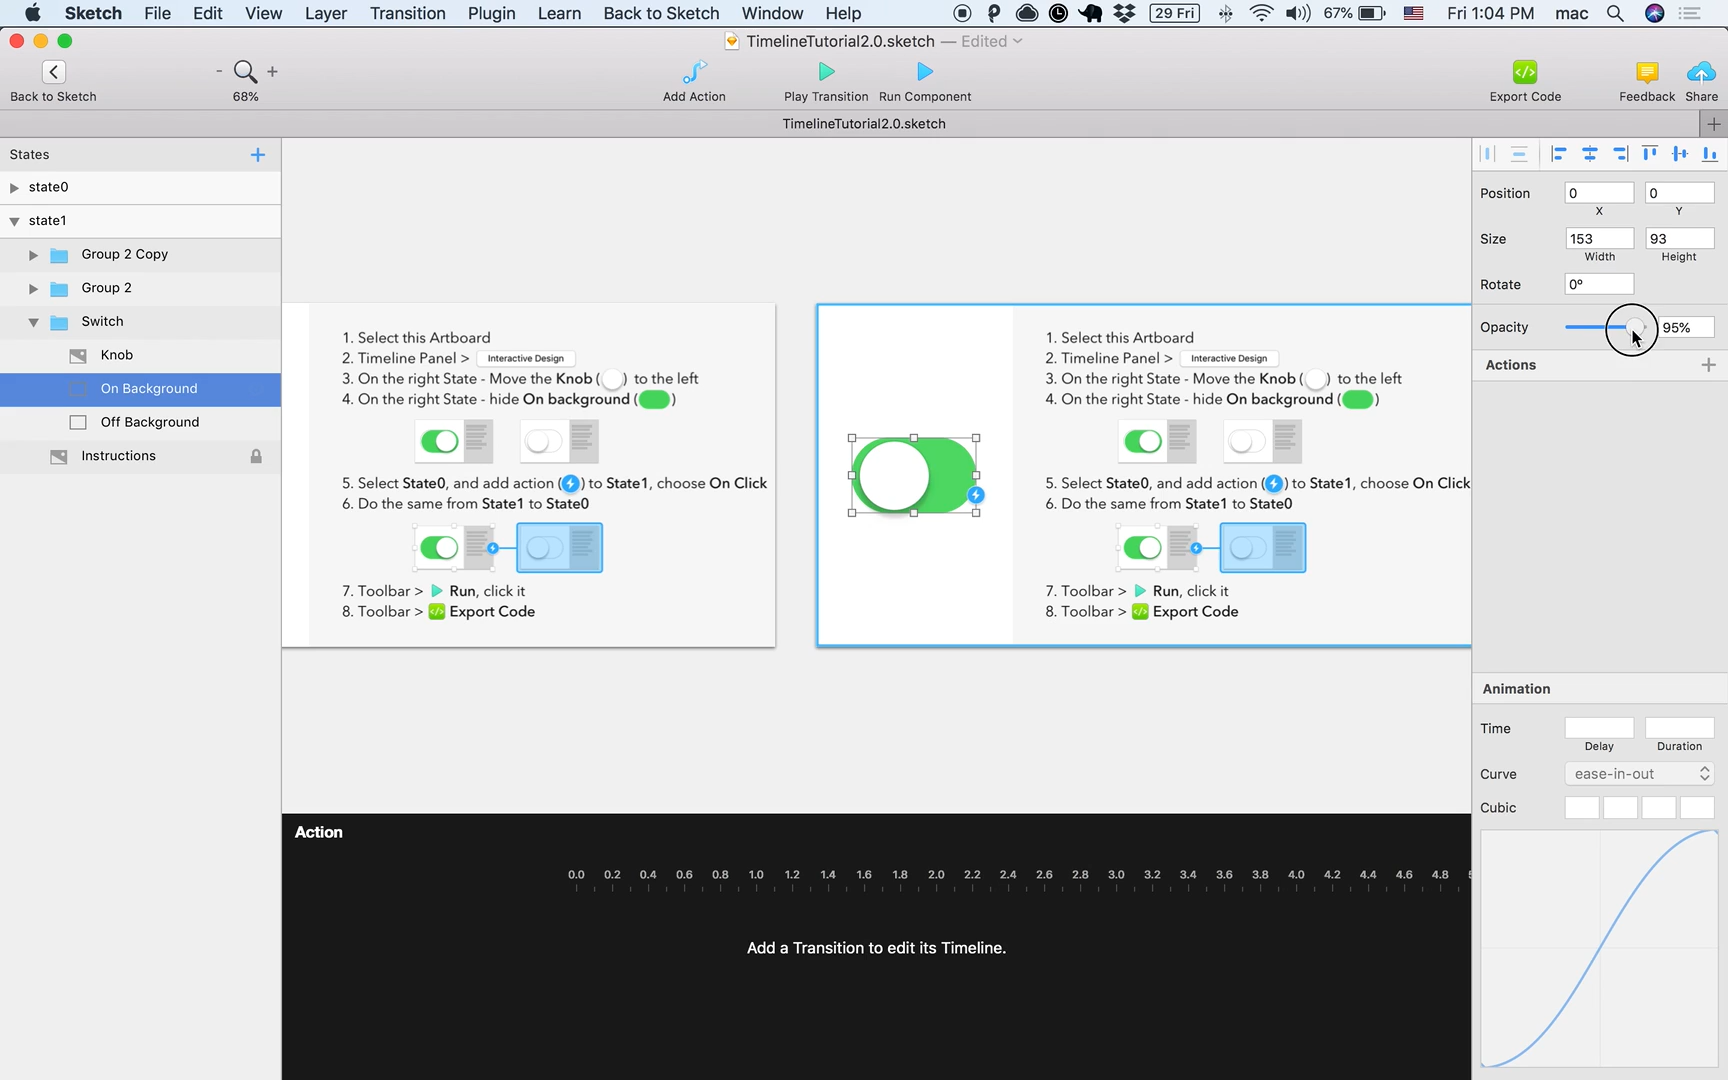 Sketch File Edit View Layer Transition Plugin Learn Back to Sketch Window Help 29 Fri 67% Fri 1:04 PM mac
TimelineTutorial2.0.sketch — Edited
- +
Back to Sketch 68% Add Action Play Transition Run Component Export Code Feedback Share
TimelineTutorial2.0.sketch +
States +
state0
state1
Group 2 Copy
Group 2
Switch
Knob
On Background
Off Background
Instructions
1. Select this Artboard
2. Timeline Panel > Interactive Design
3. On the right State - Move the Knob ( ) to the left
4. On the right State - hide On background ( )
5. Select State0, and add action ( ) to State1, choose On Click
6. Do the same from State1 to State0
7. Toolbar > Run, click it
8. Toolbar > Export Code
1. Select this Artboard
2. Timeline Panel > Interactive Design
3. On the right State - Move the Knob ( ) to the left
4. On the right State - hide On background ( )
5. Select State0, and add action ( ) to State1, choose On Click
6. Do the same from State1 to State0
7. Toolbar > Run, click it
8. Toolbar > Export Code
Position 0 0
X Y
Size 153 93
Width Height
Rotate 0º
Opacity 95%
Actions +
Animation
Time
Delay Duration
Curve ease-in-out
Cubic
Action
0.0 0.2 0.4 0.6 0.8 1.0 1.2 1.4 1.6 1.8 2.0 2.2 2.4 2.6 2.8 3.0 3.2 3.4 3.6 3.8 4.0 4.2 4.4 4.6 4.8
Add a Transition to edit its Timeline.